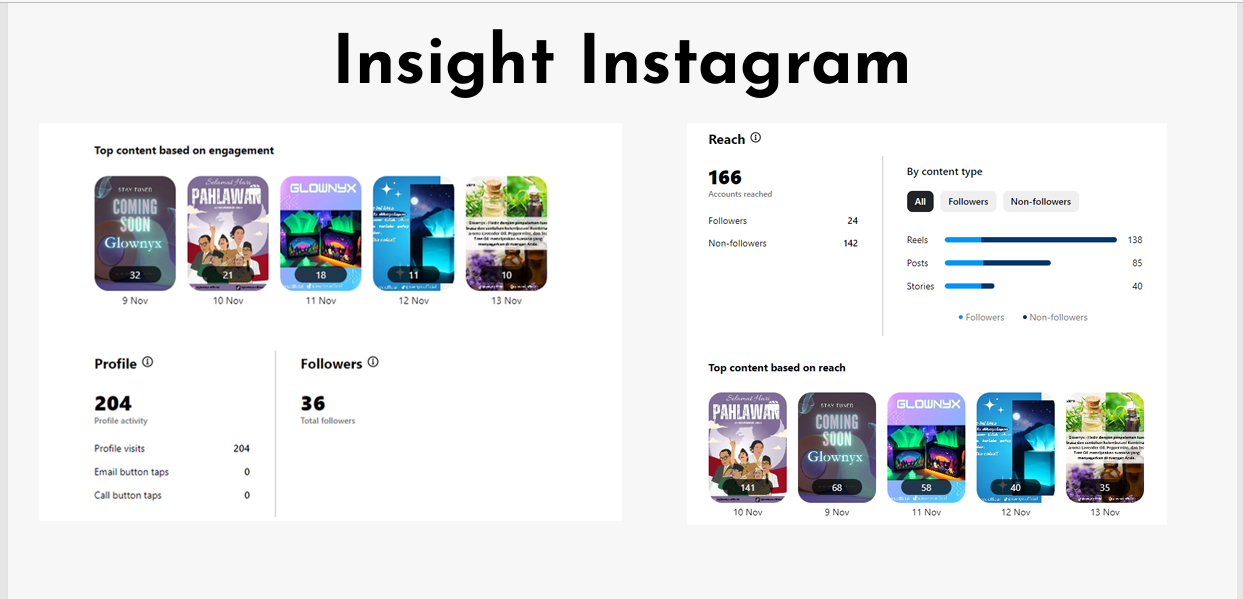 Insight Instagram
Top content based on engagement
STAY TUNED
COMING
SOON
Glownyx
32
9 Nov
Selamat Hari
PAHLAWAN
21
10 Nov
GLOWNYX
18
11 Nov
11
12 Nov
10
13 Nov
Profile
204
Profile activity
Profile visits 204
Email button taps 0
Call button taps 0
Followers
36
Total followers
Reach
166
Accounts reached
Followers 24
Non-followers 142
By content type
All Followers Non-followers
Reels 138
Posts 85
Stories 40
Followers Non-followers
Top content based on reach
Selamat Hari
PAHLAWAN
141
10 Nov
STAY TUNED
COMING
SOON
Glownyx
68
9 Nov
GLOWNYX
58
11 Nov
40
12 Nov
35
13 Nov